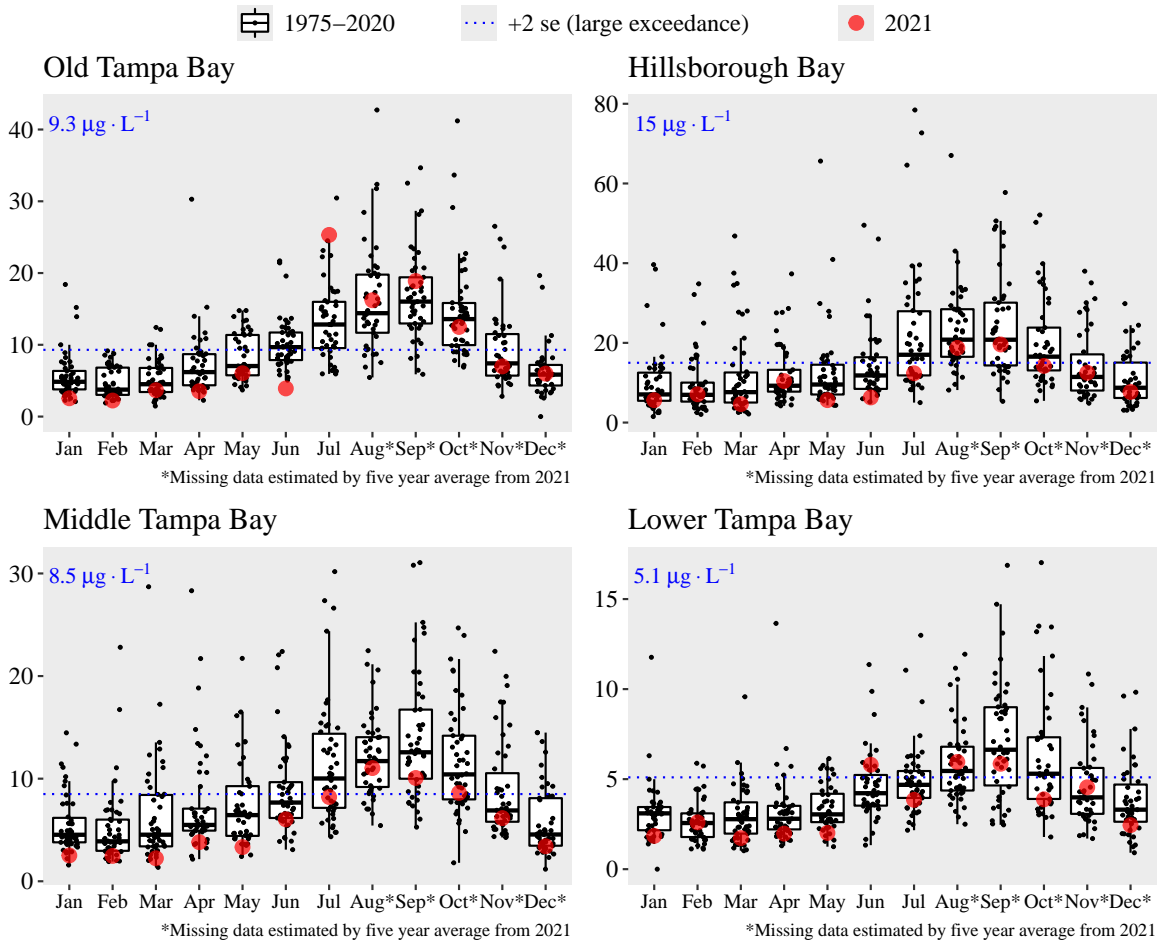 1975–2020 +2 se (large exceedance) 2021
Old Tampa Bay
9.3 μg · L⁻¹
40
30
20
10
0
Jan Feb Mar Apr May Jun Jul Aug* Sep* Oct* Nov* Dec*
*Missing data estimated by five year average from 2021
Hillsborough Bay
15 μg · L⁻¹
80
60
40
20
0
Jan Feb Mar Apr May Jun Jul Aug* Sep* Oct* Nov* Dec*
*Missing data estimated by five year average from 2021
Middle Tampa Bay
8.5 μg · L⁻¹
30
20
10
0
Jan Feb Mar Apr May Jun Jul Aug* Sep* Oct* Nov* Dec*
*Missing data estimated by five year average from 2021
Lower Tampa Bay
5.1 μg · L⁻¹
15
10
5
0
Jan Feb Mar Apr May Jun Jul Aug* Sep* Oct* Nov* Dec*
*Missing data estimated by five year average from 2021